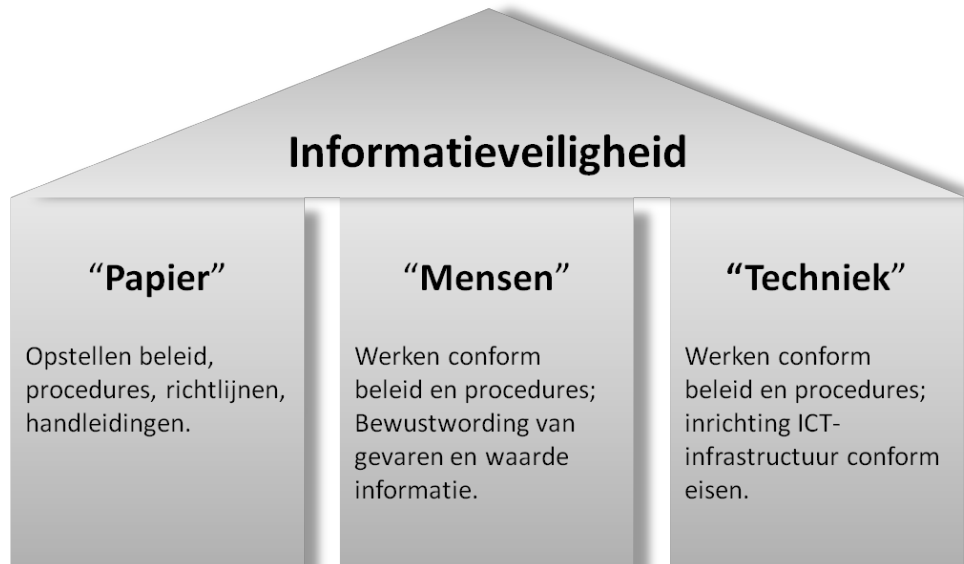 Informatieveiligheid
“Papier”
Opstellen beleid,
procedures, richtlijnen,
handleidingen.
“Mensen”
Werken conform
beleid en procedures;
Bewustwording van
gevaren en waarde
informatie.
“Techniek”
Werken conform
beleid en procedures;
inrichting ICT-
infrastructuur conform
eisen.